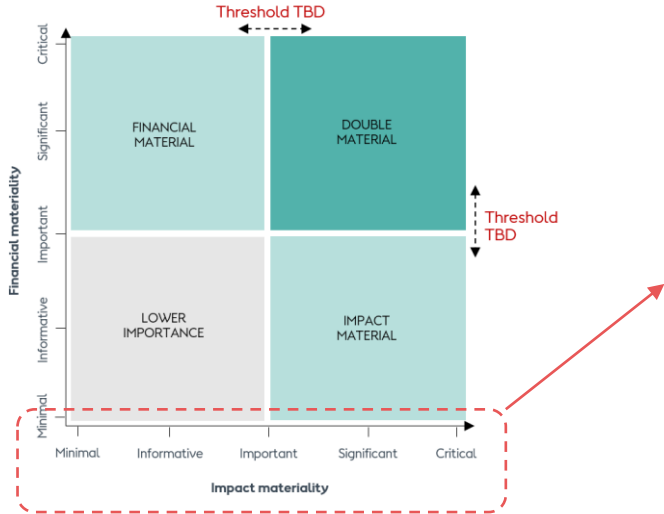 Threshold TBD
Critical
Significant
Important
Informative
Minimal
Financial materiality
FINANCIAL
MATERIAL
DOUBLE
MATERIAL
Threshold
TBD
LOWER
IMPORTANCE
IMPACT
MATERIAL
Minimal
Informative
Important
Significant
Critical
Impact materiality